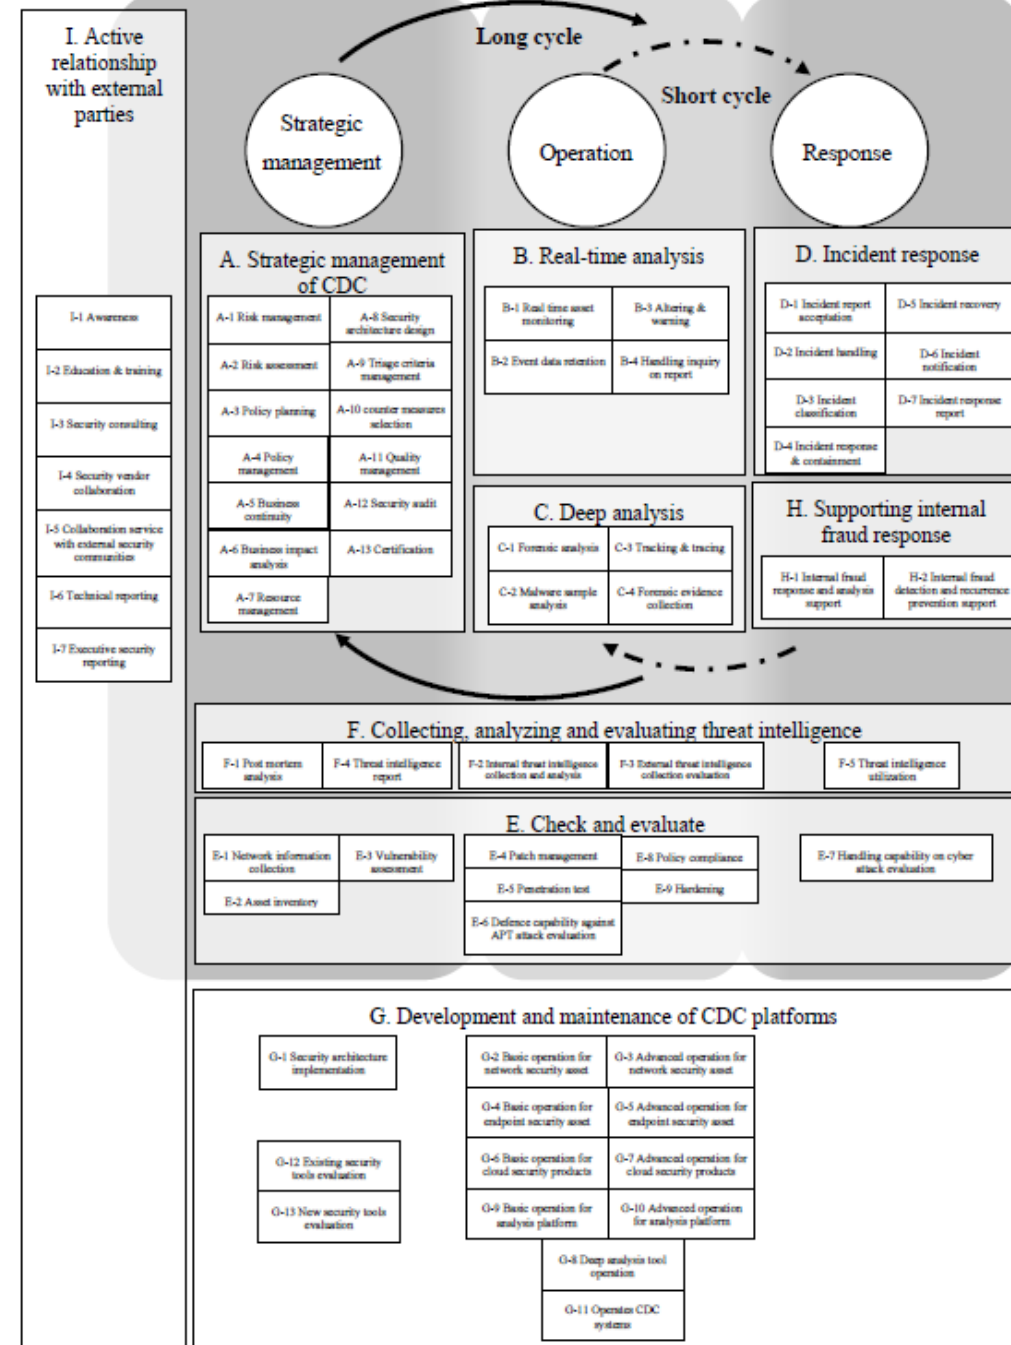 I. Active
relationship
with external
parties
I-1 Awareness
I-2 Education & training
I-3 Security consulting
I-4 Security vendor
collaboration
I-5 Collaboration service
with external security
communities
I-6 Technical reporting
I-7 Executive security
reporting
Long cycle
Short cycle
Strategic
management
Operation
Response
A. Strategic management
of CDC
A-1 Risk management
A-2 Risk assessment
A-3 Policy planning
A-4 Policy
management
A-5 Business
continuity
A-6 Business impact
analysis
A-7 Resource
management
A-8 Security
architecture design
A-9 Triage criteria
management
A-10 counter measures
selection
A-11 Quality
management
A-12 Security audit
A-13 Certification
B. Real-time analysis
B-1 Real time asset
monitoring
B-2 Event data retention
B-3 Altering &
warning
B-4 Handling inquiry
on report
C. Deep analysis
C-1 Forensic analysis
C-2 Malware sample
analysis
C-3 Tracking & tracing
C-4 Forensic evidence
collection
D. Incident response
D-1 Incident report
acceptation
D-2 Incident handling
D-3 Incident
classification
D-4 Incident response
& containment
D-5 Incident recovery
D-6 Incident
notification
D-7 Incident response
report
H. Supporting internal
fraud response
H-1 Internal fraud
response and analysis
support
H-2 Internal fraud
detection and recurrence
prevention support
F. Collecting, analyzing and evaluating threat intelligence
F-1 Post mortem
analysis
F-4 Threat intelligence
report
F-2 Internal threat intelligence
collection and analysis
F-3 External threat intelligence
collection evaluation
F-5 Threat intelligence
utilization
E. Check and evaluate
E-1 Network information
collection
E-2 Asset inventory
E-3 Vulnerability
assessment
E-4 Patch management
E-5 Penetration test
E-6 Defence capability against
APT attack evaluation
E-8 Policy compliance
E-9 Hardening
E-7 Handling capability on cyber
attack evaluation
G. Development and maintenance of CDC platforms
G-1 Security architecture
implementation
G-12 Existing security
tools evaluation
G-13 New security tools
evaluation
G-2 Basic operation for
network security asset
G-3 Advanced operation for
network security asset
G-4 Basic operation for
endpoint security asset
G-5 Advanced operation for
endpoint security asset
G-6 Basic operation for
cloud security products
G-7 Advanced operation for
cloud security products
G-9 Basic operation for
analysis platform
G-10 Advanced operation
for analysis platform
G-8 Deep analysis tool
operation
G-11 Operates CDC
systems